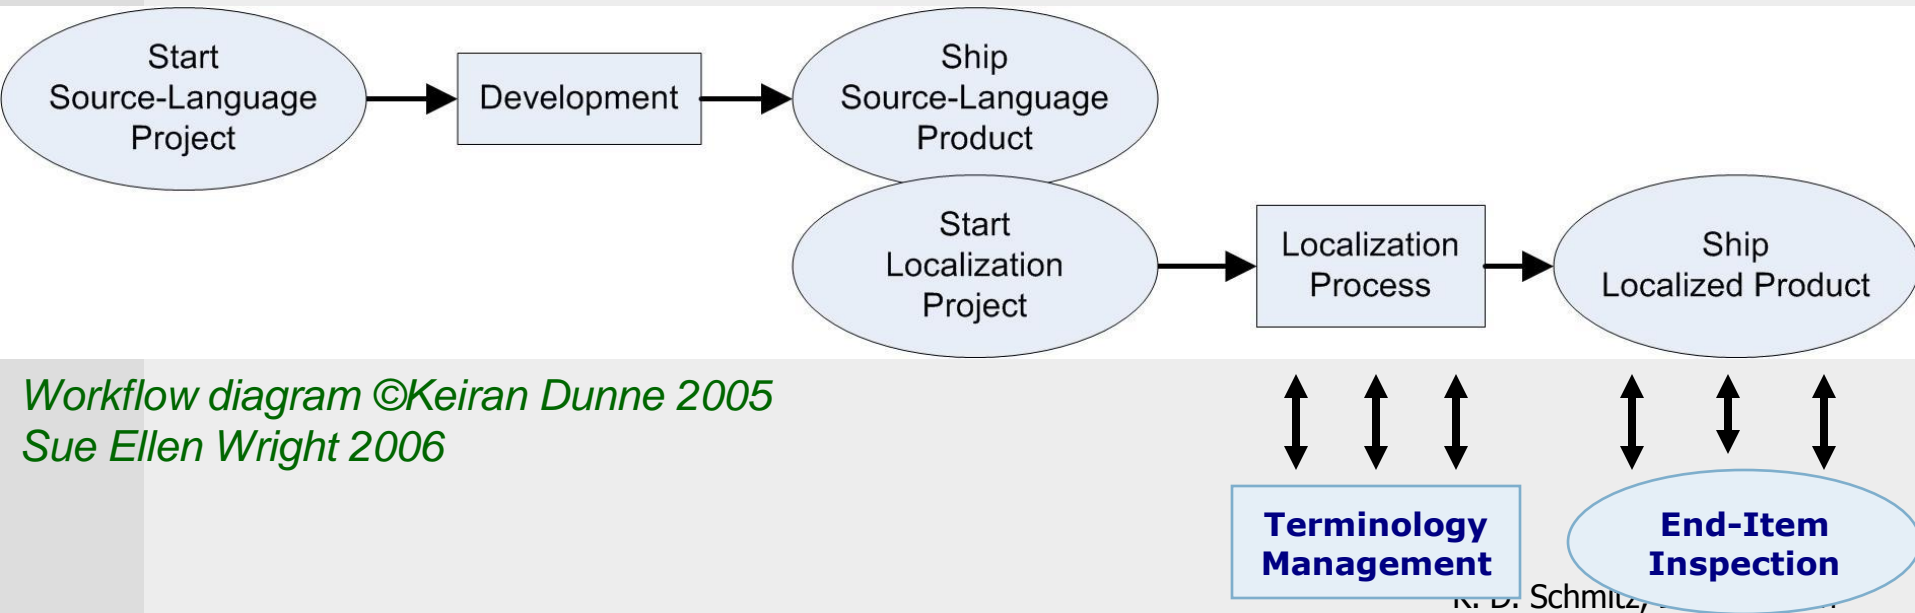 Start
Source-Language
Project
Development
Ship
Source-Language
Product
Start
Localization
Project
Localization
Process
Ship
Localized Product
Workflow diagram ©Keiran Dunne 2005
Sue Ellen Wright 2006
Terminology
Management
End-Item
Inspection
K. D. Schmitz,